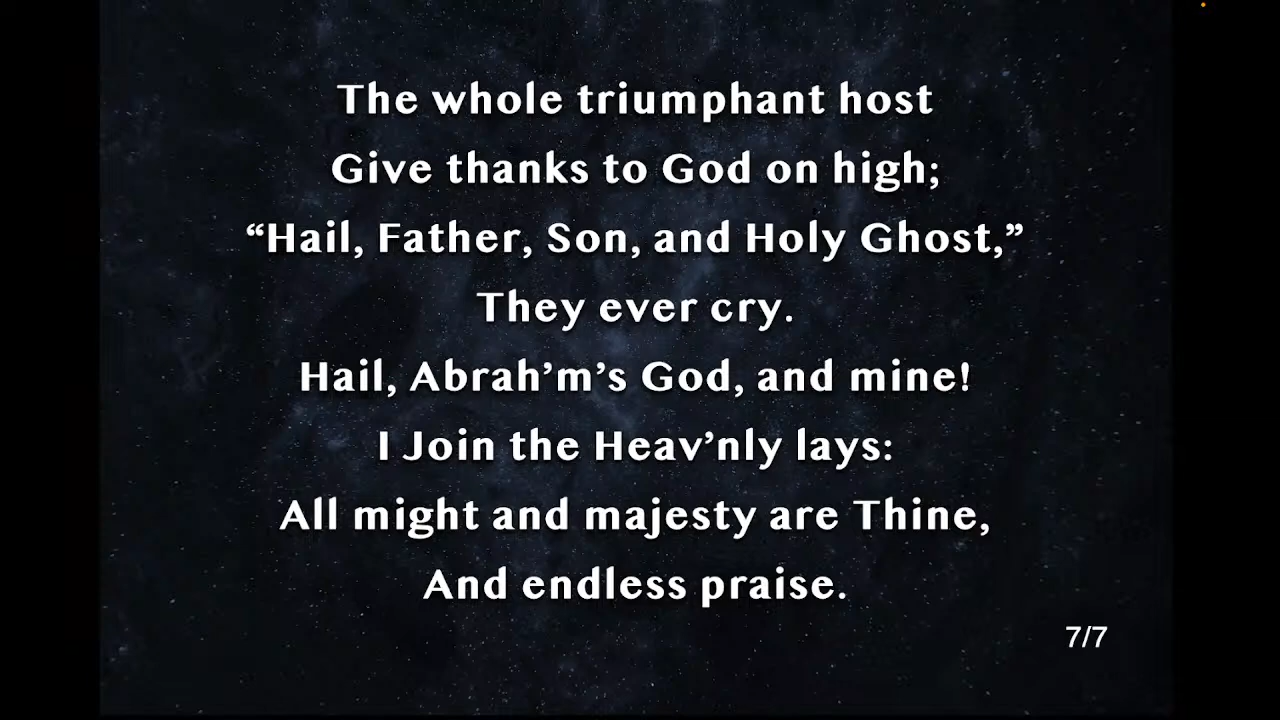 The whole triumphant host
Give thanks to God on high;
“Hail, Father, Son, and Holy Ghost,”
They ever cry.
Hail, Abrah’m’s God, and mine!
I Join the Heav’nly lays:
All might and majesty are Thine,
And endless praise.
7/7